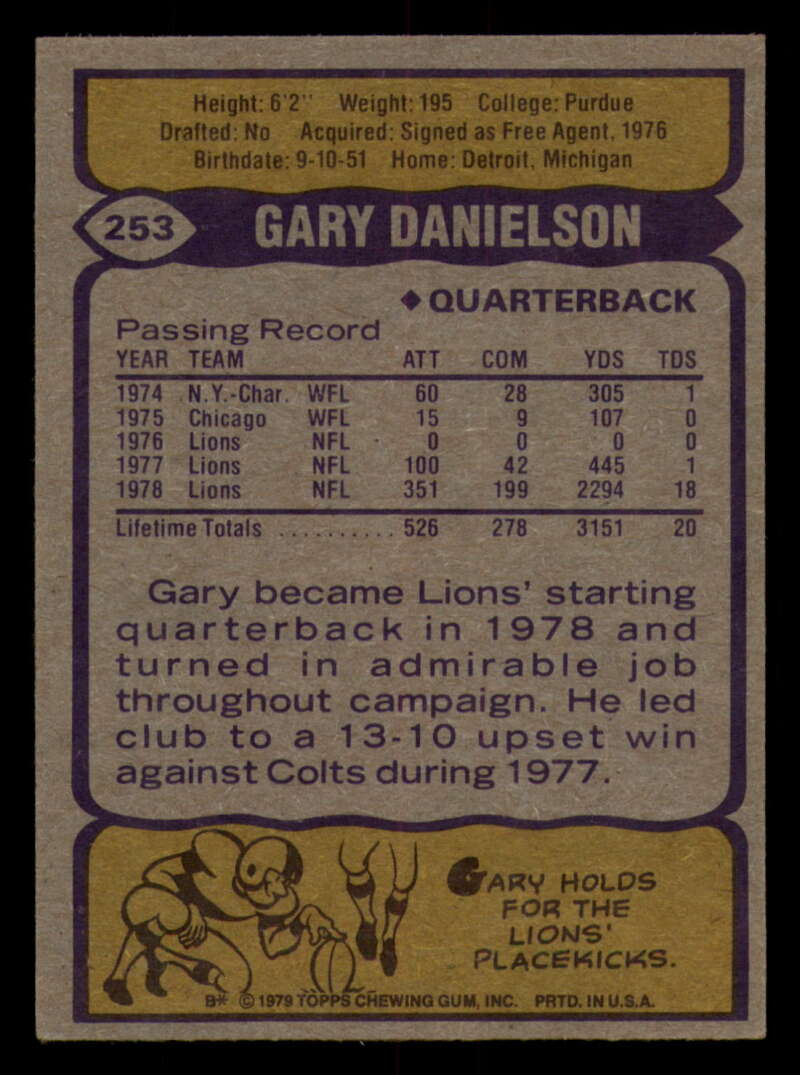 Height: 6'2" Weight: 195 College: Purdue
Drafted: No Acquired: Signed as Free Agent, 1976
Birthdate: 9-10-51 Home: Detroit, Michigan
253 GARY DANIELSON
◆ QUARTERBACK
Passing Record
YEAR TEAM ATT COM YDS TDS
1974 N.Y.-Char. WFL 60 28 305 1
1975 Chicago WFL 15 9 107 0
1976 Lions NFL 0 0 0 0
1977 Lions NFL 100 42 445 1
1978 Lions NFL 351 199 2294 18
Lifetime Totals .......... 526 278 3151 20
Gary became Lions' starting
quarterback in 1978 and
turned in admirable job
throughout campaign. He led
club to a 13-10 upset win
against Colts during 1977.
GARY HOLDS
FOR THE
LIONS'
PLACEKICKS.
B* © 1979 TOPPS CHEWING GUM, INC. PRTD. IN U.S.A.